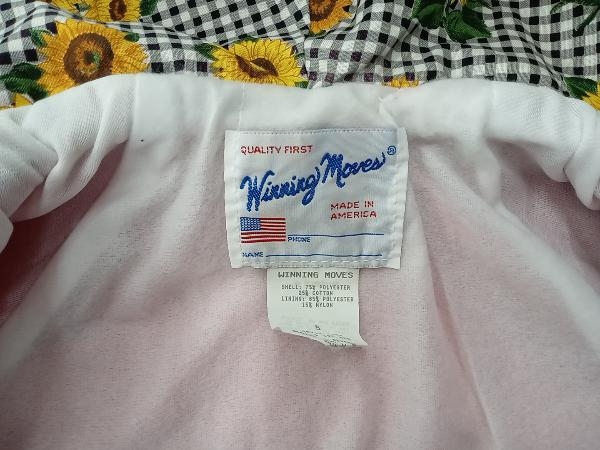 QUALITY FIRST
Winning Moves®
MADE IN
AMERICA
PHONE
NAME
WINNING MOVES
SHELL: 75% POLYESTER
25% COTTON
LINING: 85% POLYESTER
15% NYLON
S